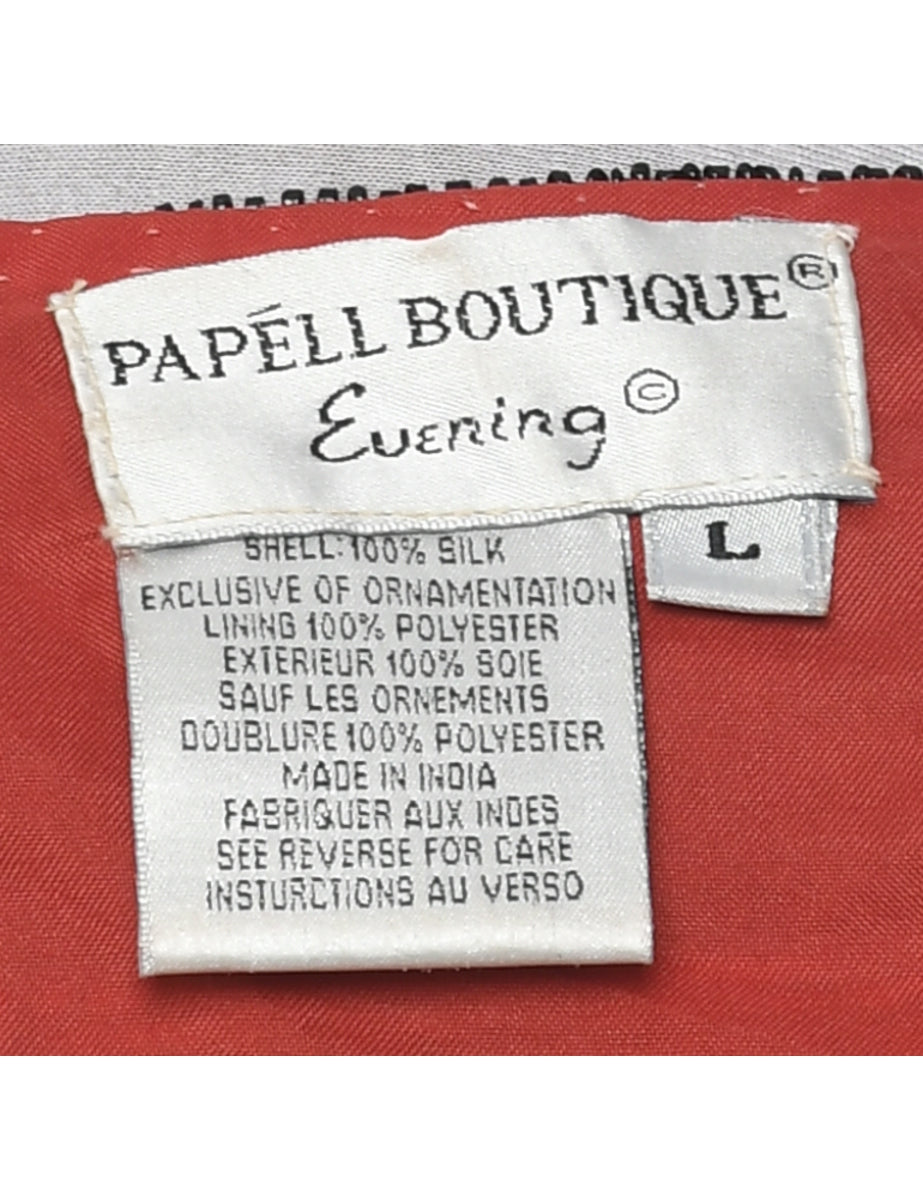 PAPÉLL BOUTIQUE®
Evening ©
L
SHELL: 100% SILK
EXCLUSIVE OF ORNAMENTATION
LINING 100% POLYESTER
EXTERIEUR 100% SOIE
SAUF LES ORNEMENTS
DOUBLURE 100% POLYESTER
MADE IN INDIA
FABRIQUER AUX INDES
SEE REVERSE FOR CARE
INSTURCTIONS AU VERSO